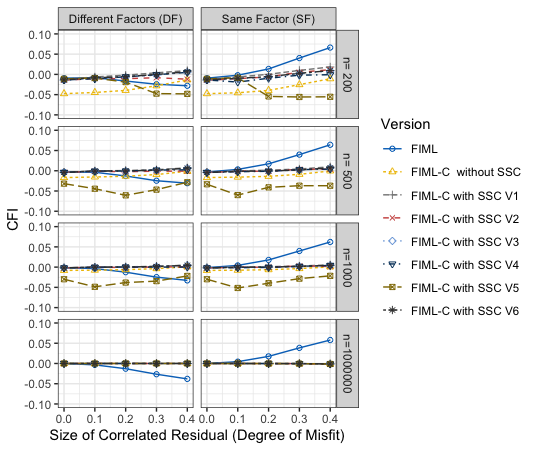 Different Factors (DF) Same Factor (SF)
0.10
0.05
0.00
-0.05
-0.10
n= 200
0.10
0.05
0.00
-0.05
-0.10
n= 500
0.10
0.05
0.00
-0.05
-0.10
n=1000
0.10
0.05
0.00
-0.05
-0.10
n=1000000
CFI
0.0 0.1 0.2 0.3 0.4 0.0 0.1 0.2 0.3 0.4
Size of Correlated Residual (Degree of Misfit)
Version
FIML
FIML-C without SSC
FIML-C with SSC V1
FIML-C with SSC V2
FIML-C with SSC V3
FIML-C with SSC V4
FIML-C with SSC V5
FIML-C with SSC V6